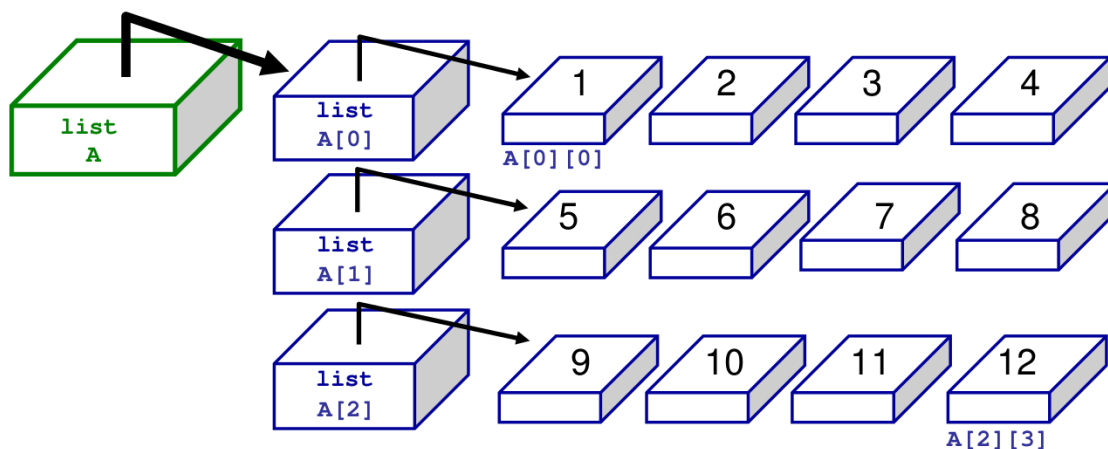 list
A
list
A[0]
1 2 3 4
A[0][0]
list
A[1]
5 6 7 8
list
A[2]
9 10 11 12
A[2][3]